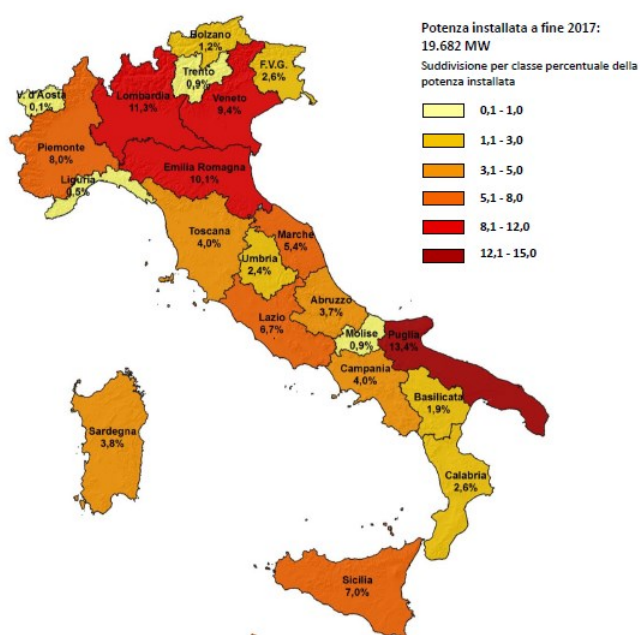 Potenza installata a fine 2017:
19.682 MW
Suddivisione per classe percentuale della
potenza installata
0,1 - 1,0
1,1 - 3,0
3,1 - 5,0
5,1 - 8,0
8,1 - 12,0
12,1 - 15,0
Bolzano
1,2%
Trento
0,9%
F.V.G.
2,6%
V. d'Aosta
0,1%
Lombardia
11,3%
Veneto
9,4%
Piemonte
8,0%
Emilia Romagna
10,1%
Liguria
0,5%
Toscana
4,0%
Marche
5,4%
Umbria
2,4%
Abruzzo
3,7%
Lazio
6,7%
Molise
0,9%
Puglia
13,4%
Campania
4,0%
Basilicata
1,9%
Sardegna
3,8%
Calabria
2,6%
Sicilia
7,0%